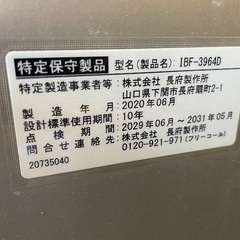 特定保守製品 型名(製品名) IBF-3964D
特定製造事業者等:株式会社 長府製作所
山口県下関市長府扇町2-1
製造年月:2020年06月
設計標準使用期間:10年
点検期間:2029年06月~2031年05月
問合せ連絡先:株式会社 長府製作所
0120-921-971 (フリーコール)
20735040